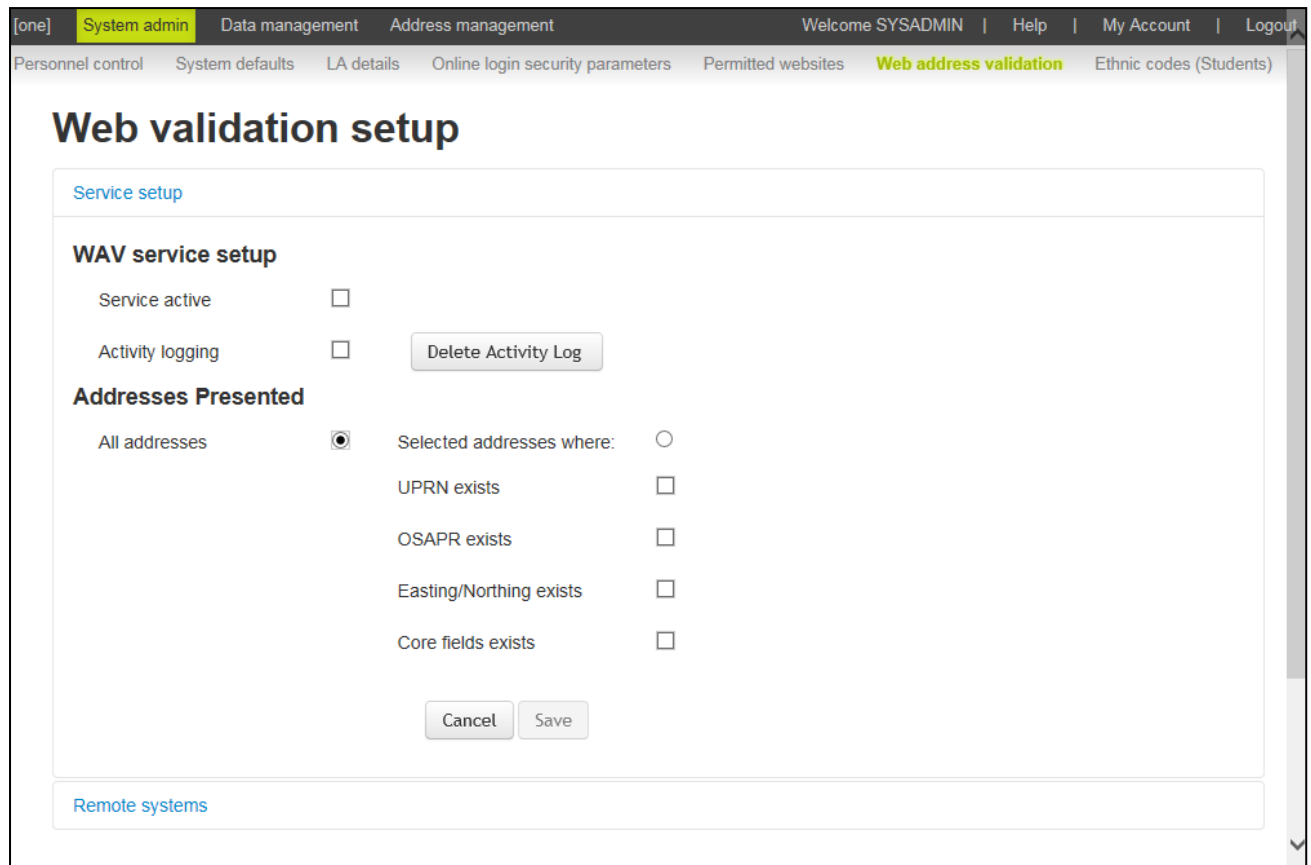 [one] System admin Data management Address management Welcome SYSADMIN | Help | My Account | Logout
Personnel control System defaults LA details Online login security parameters Permitted websites Web address validation Ethnic codes (Students)
Web validation setup
Service setup
WAV service setup
Service active
Activity logging Delete Activity Log
Addresses Presented
All addresses Selected addresses where:
UPRN exists
OSAPR exists
Easting/Northing exists
Core fields exists
Cancel Save
Remote systems